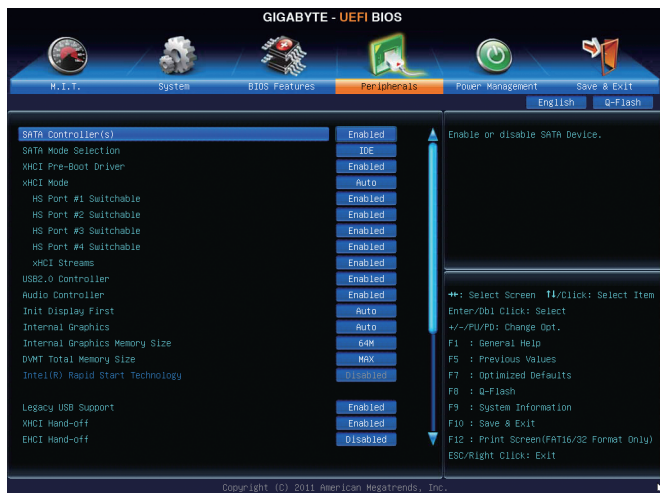 GIGABYTE - UEFI BIOS
M.I.T. System BIOS Features Peripherals Power Management Save & Exit
English Q-Flash
SATA Controller(s) Enabled
SATA Mode Selection IDE
XHCI Pre-Boot Driver Enabled
xHCI Mode Auto
HS Port #1 Switchable Enabled
HS Port #2 Switchable Enabled
HS Port #3 Switchable Enabled
HS Port #4 Switchable Enabled
xHCI Streams Enabled
USB2.0 Controller Enabled
Audio Controller Enabled
Init Display First Auto
Internal Graphics Auto
Internal Graphics Memory Size 64M
DVMT Total Memory Size MAX
Intel(R) Rapid Start Technology Disabled
Legacy USB Support Enabled
XHCI Hand-off Enabled
EHCI Hand-off Disabled
Enable or disable SATA Device.
→←: Select Screen ↑↓/Click: Select Item
Enter/Dbl Click: Select
+/-/PU/PD: Change Opt.
F1 : General Help
F5 : Previous Values
F7 : Optimized Defaults
F8 : Q-Flash
F9 : System Information
F10 : Save & Exit
F12 : Print Screen(FAT16/32 Format Only)
ESC/Right Click: Exit
Copyright (C) 2011 American Megatrends, Inc.